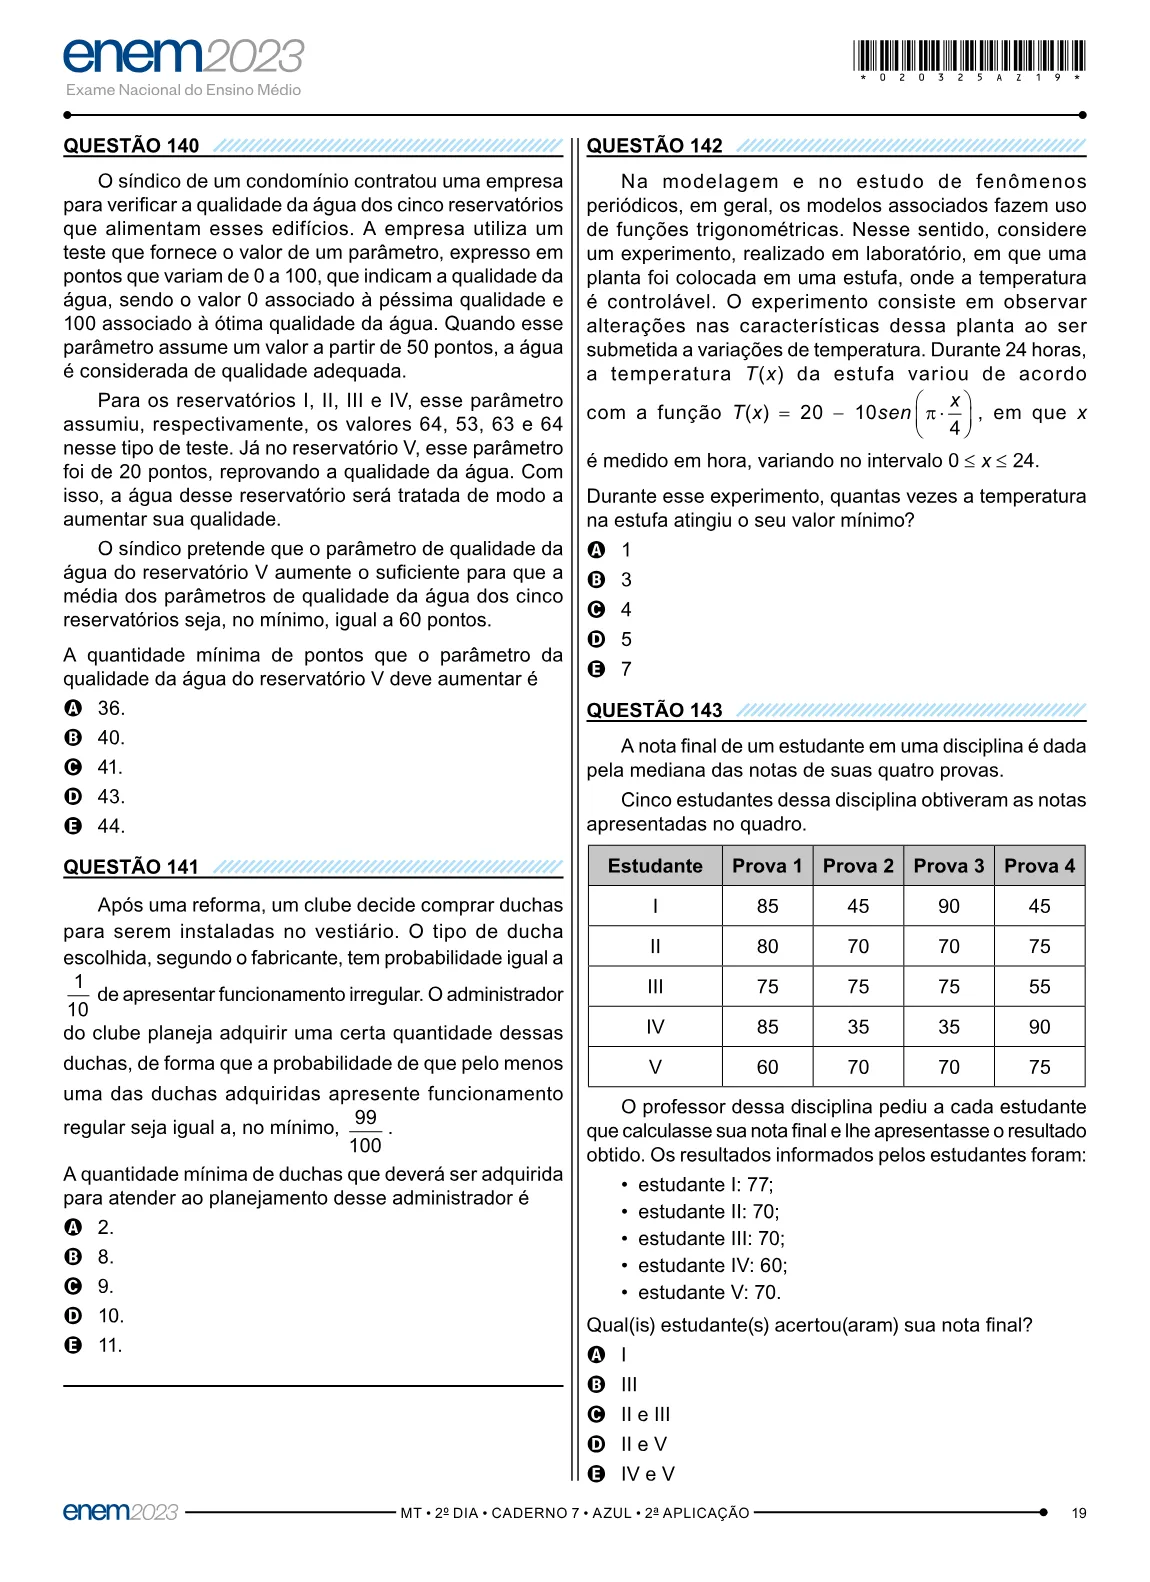 enem2023
Exame Nacional do Ensino Médio
*020325AZ19*
QUESTÃO 140
O síndico de um condomínio contratou uma empresa
para verificar a qualidade da água dos cinco reservatórios
que alimentam esses edifícios. A empresa utiliza um
teste que fornece o valor de um parâmetro, expresso em
pontos que variam de 0 a 100, que indicam a qualidade da
água, sendo o valor 0 associado à péssima qualidade e
100 associado à ótima qualidade da água. Quando esse
parâmetro assume um valor a partir de 50 pontos, a água
é considerada de qualidade adequada.
Para os reservatórios I, II, III e IV, esse parâmetro
assumiu, respectivamente, os valores 64, 53, 63 e 64
nesse tipo de teste. Já no reservatório V, esse parâmetro
foi de 20 pontos, reprovando a qualidade da água. Com
isso, a água desse reservatório será tratada de modo a
aumentar sua qualidade.
O síndico pretende que o parâmetro de qualidade da
água do reservatório V aumente o suficiente para que a
média dos parâmetros de qualidade da água dos cinco
reservatórios seja, no mínimo, igual a 60 pontos.
A quantidade mínima de pontos que o parâmetro da
qualidade da água do reservatório V deve aumentar é
A 36.
B 40.
C 41.
D 43.
E 44.
QUESTÃO 141
Após uma reforma, um clube decide comprar duchas
para serem instaladas no vestiário. O tipo de ducha
escolhida, segundo o fabricante, tem probabilidade igual a
1/10 de apresentar funcionamento irregular. O administrador
do clube planeja adquirir uma certa quantidade dessas
duchas, de forma que a probabilidade de que pelo menos
uma das duchas adquiridas apresente funcionamento
regular seja igual a, no mínimo, 99/100.
A quantidade mínima de duchas que deverá ser adquirida
para atender ao planejamento desse administrador é
A 2.
B 8.
C 9.
D 10.
E 11.
QUESTÃO 142
Na modelagem e no estudo de fenômenos
periódicos, em geral, os modelos associados fazem uso
de funções trigonométricas. Nesse sentido, considere
um experimento, realizado em laboratório, em que uma
planta foi colocada em uma estufa, onde a temperatura
é controlável. O experimento consiste em observar
alterações nas características dessa planta ao ser
submetida a variações de temperatura. Durante 24 horas,
a temperatura T(x) da estufa variou de acordo
com a função T(x) = 20 – 10sen(π · x/4), em que x
é medido em hora, variando no intervalo 0 ≤ x ≤ 24.
Durante esse experimento, quantas vezes a temperatura
na estufa atingiu o seu valor mínimo?
A 1
B 3
C 4
D 5
E 7
QUESTÃO 143
A nota final de um estudante em uma disciplina é dada
pela mediana das notas de suas quatro provas.
Cinco estudantes dessa disciplina obtiveram as notas
apresentadas no quadro.
Estudante Prova 1 Prova 2 Prova 3 Prova 4
I 85 45 90 45
II 80 70 70 75
III 75 75 75 55
IV 85 35 35 90
V 60 70 70 75
O professor dessa disciplina pediu a cada estudante
que calculasse sua nota final e lhe apresentasse o resultado
obtido. Os resultados informados pelos estudantes foram:
• estudante I: 77;
• estudante II: 70;
• estudante III: 70;
• estudante IV: 60;
• estudante V: 70.
Qual(is) estudante(s) acertou(aram) sua nota final?
A I
B III
C II e III
D II e V
E IV e V
enem2023
MT • 2º DIA • CADERNO 7 • AZUL • 2ª APLICAÇÃO
19